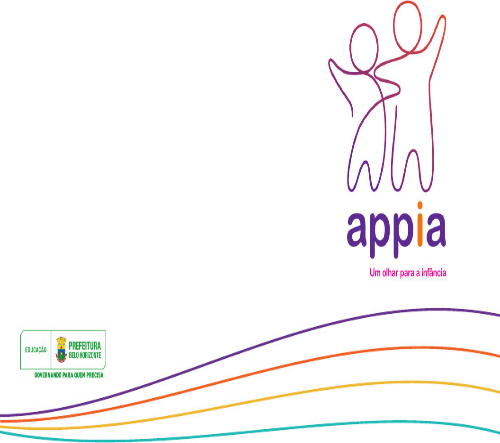 appia
Um olhar para a infância
EDUCAÇÃO
PREFEITURA
BELO HORIZONTE
GOVERNANDO PARA QUEM PRECISA